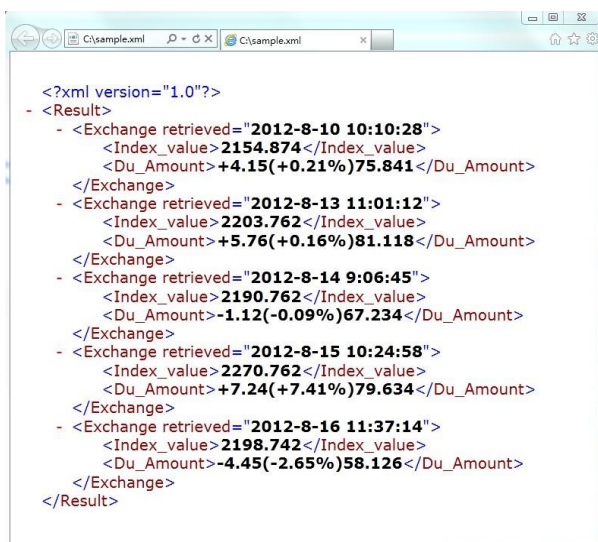 C:\sample.xml
C:\sample.xml
<?xml version="1.0"?>
- <Result>
- <Exchange retrieved="2012-8-10 10:10:28">
<Index_value>2154.874</Index_value>
<Du_Amount>+4.15(+0.21%)75.841</Du_Amount>
</Exchange>
- <Exchange retrieved="2012-8-13 11:01:12">
<Index_value>2203.762</Index_value>
<Du_Amount>+5.76(+0.16%)81.118</Du_Amount>
</Exchange>
- <Exchange retrieved="2012-8-14 9:06:45">
<Index_value>2190.762</Index_value>
<Du_Amount>-1.12(-0.09%)67.234</Du_Amount>
</Exchange>
- <Exchange retrieved="2012-8-15 10:24:58">
<Index_value>2270.762</Index_value>
<Du_Amount>+7.24(+7.41%)79.634</Du_Amount>
</Exchange>
- <Exchange retrieved="2012-8-16 11:37:14">
<Index_value>2198.742</Index_value>
<Du_Amount>-4.45(-2.65%)58.126</Du_Amount>
</Exchange>
</Result>